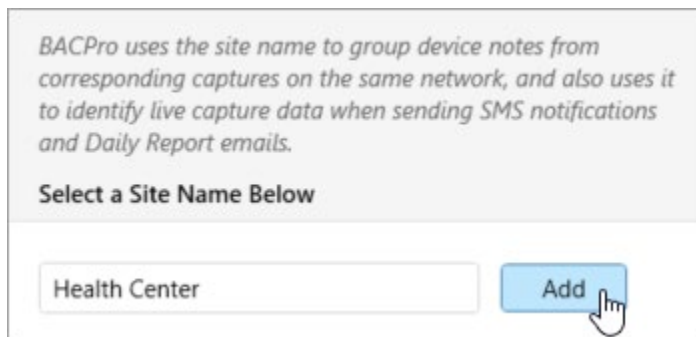 BACPro uses the site name to group device notes from
corresponding captures on the same network, and also uses it
to identify live capture data when sending SMS notifications
and Daily Report emails.
Select a Site Name Below
Health Center
Add